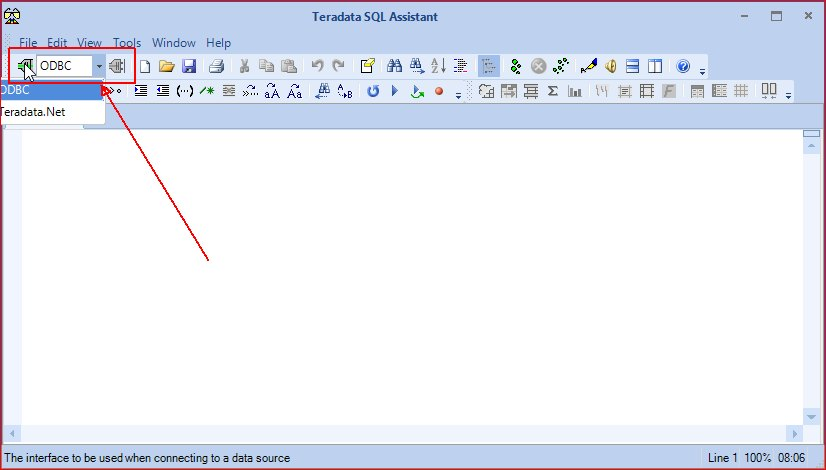 Teradata SQL Assistant
File Edit View Tools Window Help
ODBC
ODBC
Teradata.Net
The interface to be used when connecting to a data source
Line 1 100% 08:06